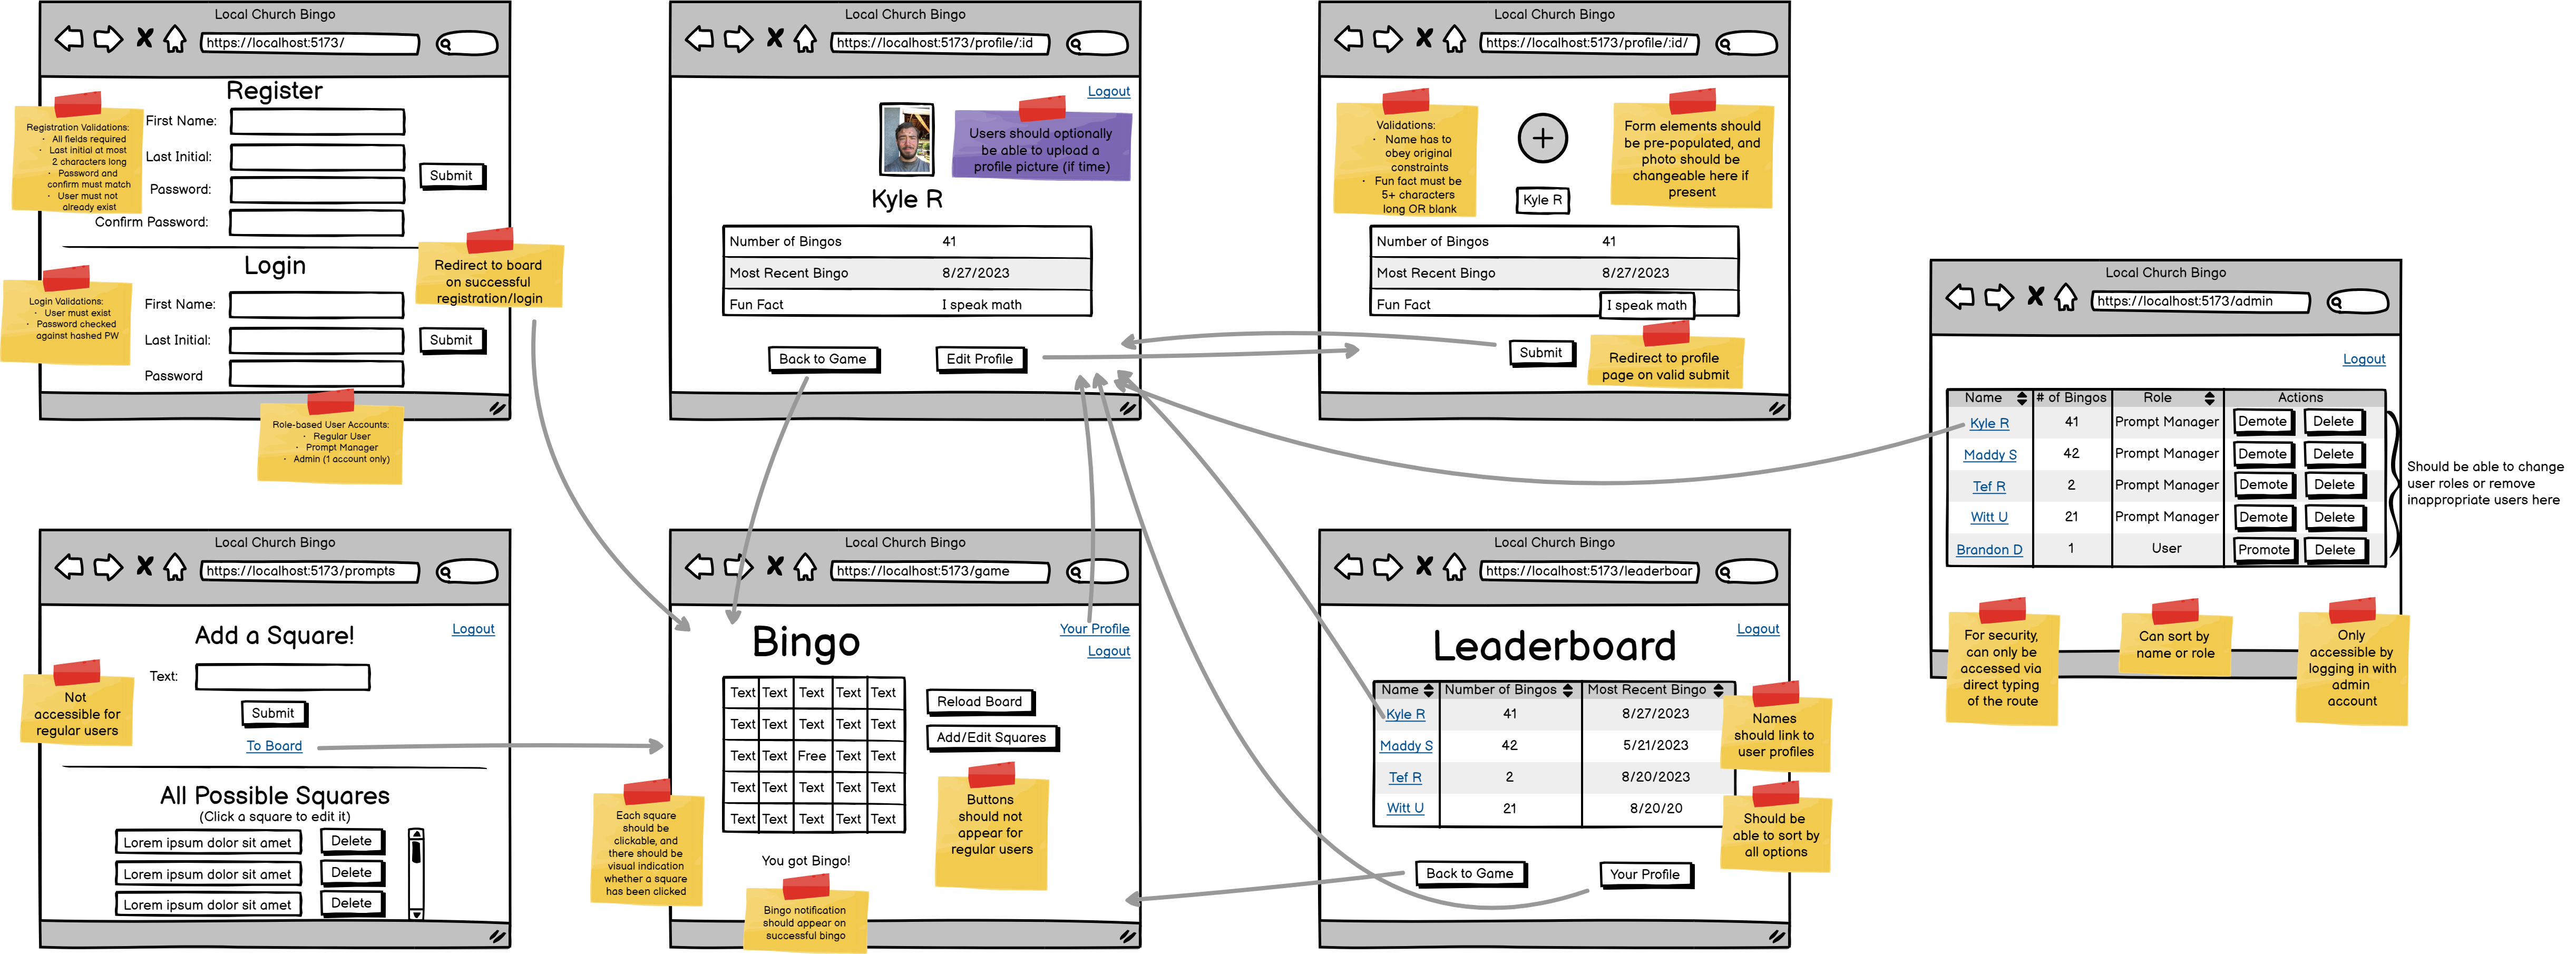 Local Church Bingo
https://localhost:5173/
Register
First Name:
Last Initial:
Password:
Confirm Password:
Submit
Registration Validations:
· All fields required
· Last initial at most
2 characters long
· Password and
confirm must match
· User must not
already exist
Login
First Name:
Last Initial:
Password
Submit
Login Validations:
· User must exist
· Password checked
against hashed PW
Redirect to board
on successful
registration/login
Role-based User Accounts:
· Regular User
· Prompt Manager
· Admin (1 account only)
Local Church Bingo
https://localhost:5173/profile/:id
Logout
Users should optionally
be able to upload a
profile picture (if time)
Kyle R
Number of Bingos 41
Most Recent Bingo 8/27/2023
Fun Fact I speak math
Back to Game
Edit Profile
Local Church Bingo
https://localhost:5173/profile/:id/
Validations:
· Name has to
obey original
constraints
· Fun fact must be
5+ characters
long OR blank
Form elements should
be pre-populated, and
photo should be
changeable here if
present
Kyle R
Number of Bingos 41
Most Recent Bingo 8/27/2023
Fun Fact I speak math
Submit
Redirect to profile
page on valid submit
Local Church Bingo
https://localhost:5173/admin
Logout
Name # of Bingos Role Actions
Kyle R 41 Prompt Manager Demote Delete
Maddy S 42 Prompt Manager Demote Delete
Tef R 2 Prompt Manager Demote Delete
Witt U 21 Prompt Manager Demote Delete
Brandon D 1 User Promote Delete
Should be able to change
user roles or remove
inappropriate users here
For security,
can only be
accessed via
direct typing
of the route
Can sort by
name or role
Only
accessible by
logging in with
admin
account
Local Church Bingo
https://localhost:5173/prompts
Add a Square!
Logout
Text:
Submit
To Board
Not
accessible for
regular users
All Possible Squares
(Click a square to edit it)
Lorem ipsum dolor sit amet Delete
Lorem ipsum dolor sit amet Delete
Lorem ipsum dolor sit amet Delete
Local Church Bingo
https://localhost:5173/game
Bingo
Your Profile
Logout
Text Text Text Text Text
Text Text Text Text Text
Text Text Free Text Text
Text Text Text Text Text
Text Text Text Text Text
Reload Board
Add/Edit Squares
Buttons
should not
appear for
regular users
Each square
should be
clickable, and
there should be
visual indication
whether a square
has been clicked
You got Bingo!
Bingo notification
should appear on
successful bingo
Local Church Bingo
https://localhost:5173/leaderboar
Leaderboard
Logout
Name Number of Bingos Most Recent Bingo
Kyle R 41 8/27/2023
Maddy S 42 5/21/2023
Tef R 2 8/20/2023
Witt U 21 8/20/20
Names
should link to
user profiles
Should be
able to sort by
all options
Back to Game
Your Profile